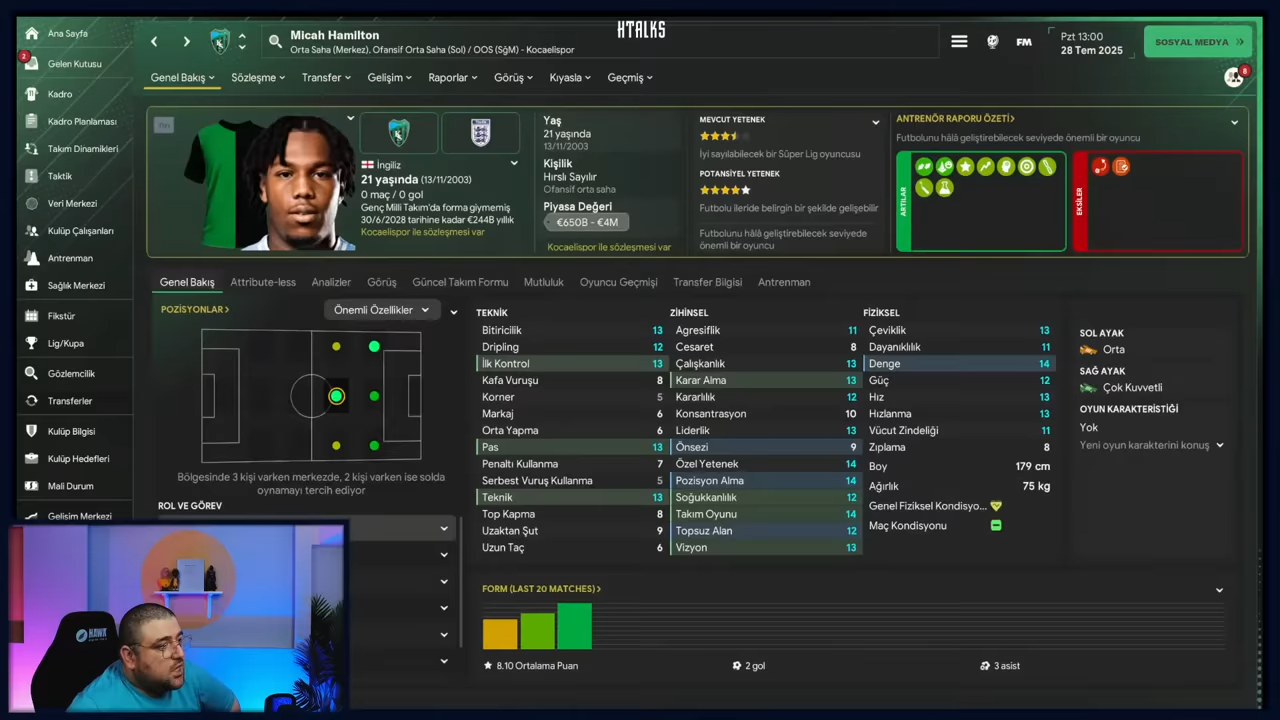 HTALKS
Ana Sayfa
2
Gelen Kutusu
Kadro
Kadro Planlaması
Takım Dinamikleri
Taktik
Veri Merkezi
Kulüp Çalışanları
Antrenman
Sağlık Merkezi
Fikstür
Lig/Kupa
Gözlemcilik
Transferler
Kulüp Bilgisi
Kulüp Hedefleri
Mali Durum
Gelişim Merkezi
Micah Hamilton
Orta Saha (Merkez), Ofansif Orta Saha (Sol) / OOS (SğM) - Kocaelispor
FM
Pzt 13:00
28 Tem 2025
SOSYAL MEDYA
8
Genel Bakış
Sözleşme
Transfer
Gelişim
Raporlar
Görüş
Kıyasla
Geçmiş
İngiliz
21 yaşında (13/11/2003)
0 maç / 0 gol
Genç Milli Takım'da forma giymemiş
30/6/2028 tarihine kadar €244B yıllık
Kocaelispor ile sözleşmesi var
Yaş
21 yaşında
13/11/2003
Kişilik
Hırslı Sayılır
Ofansif orta saha
Piyasa Değeri
€650B - €4M
Kocaelispor ile sözleşmesi var
MEVCUT YETENEK
İyi sayılabilecek bir Süper Lig oyuncusu
POTANSİYEL YETENEK
Futbolu ileride belirgin bir şekilde gelişebilir
Futbolunu hâlâ geliştirebilecek seviyede
önemli bir oyuncu
ANTRENÖR RAPORU ÖZETİ
Futbolunu hâlâ geliştirebilecek seviyede önemli bir oyuncu
ARTILAR
EKSİLER
Genel Bakış
Attribute-less
Analizler
Görüş
Güncel Takım Formu
Mutluluk
Oyuncu Geçmişi
Transfer Bilgisi
Antrenman
POZİSYONLAR
Önemli Özellikler
Bölgesinde 3 kişi varken merkezde, 2 kişi varken ise solda
oynamayı tercih ediyor
ROL VE GÖREV
TEKNİK
Bitiricilik 13
Dripling 12
İlk Kontrol 13
Kafa Vuruşu 8
Korner 5
Markaj 6
Orta Yapma 6
Pas 13
Penaltı Kullanma 7
Serbest Vuruş Kullanma 5
Teknik 13
Top Kapma 8
Uzaktan Şut 9
Uzun Taç 6
ZİHİNSEL
Agresiflik 11
Cesaret 8
Çalışkanlık 13
Karar Alma 13
Kararlılık 12
Konsantrasyon 10
Liderlik 13
Önsezi 9
Özel Yetenek 14
Pozisyon Alma 14
Soğukkanlılık 12
Takım Oyunu 14
Topsuz Alan 12
Vizyon 13
FİZİKSEL
Çeviklik 13
Dayanıklılık 11
Denge 14
Güç 12
Hız 13
Hızlanma 13
Vücut Zindeliği 11
Zıplama 8
Boy 179 cm
Ağırlık 75 kg
Genel Fiziksel Kondisyo...
Maç Kondisyonu
SOL AYAK
Orta
SAĞ AYAK
Çok Kuvvetli
OYUN KARAKTERİSTİĞİ
Yok
Yeni oyun karakterini konuş
FORM (LAST 20 MATCHES)
8.10 Ortalama Puan
2 gol
3 asist
HAWK